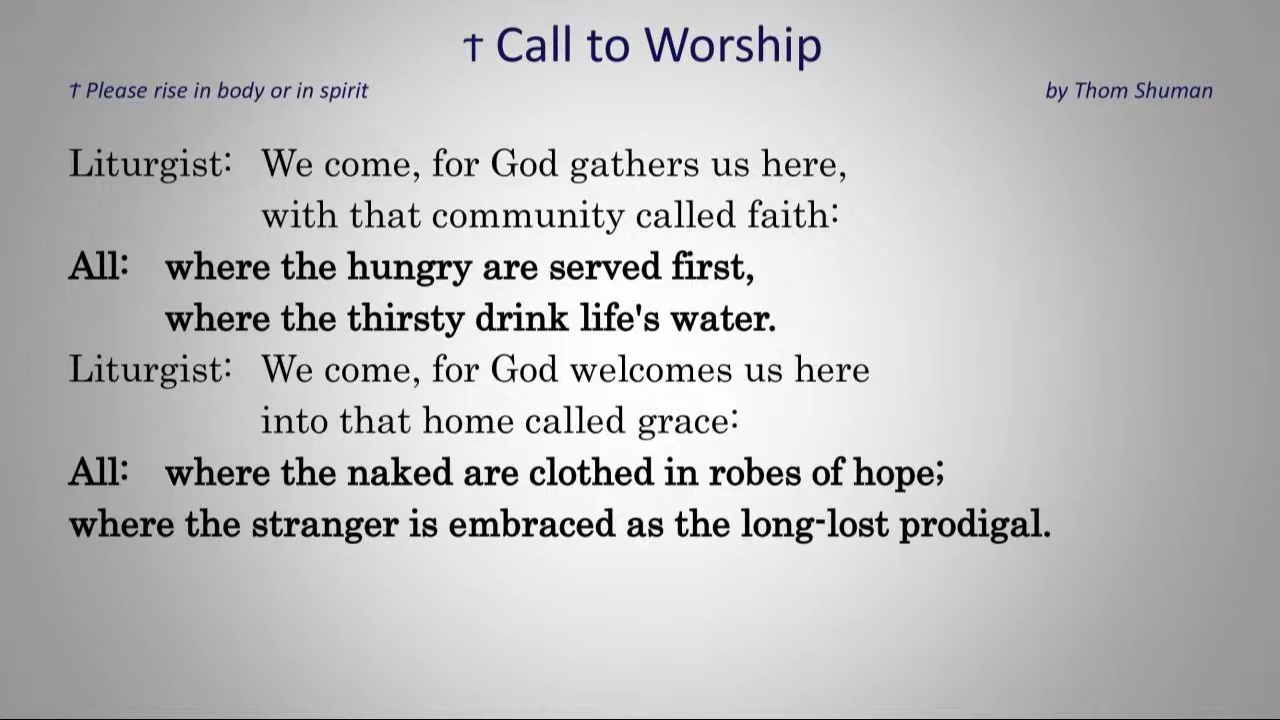 † Call to Worship
† Please rise in body or in spirit
by Thom Shuman
Liturgist: We come, for God gathers us here,
with that community called faith:
All: where the hungry are served first,
where the thirsty drink life's water.
Liturgist: We come, for God welcomes us here
into that home called grace:
All: where the naked are clothed in robes of hope;
where the stranger is embraced as the long-lost prodigal.